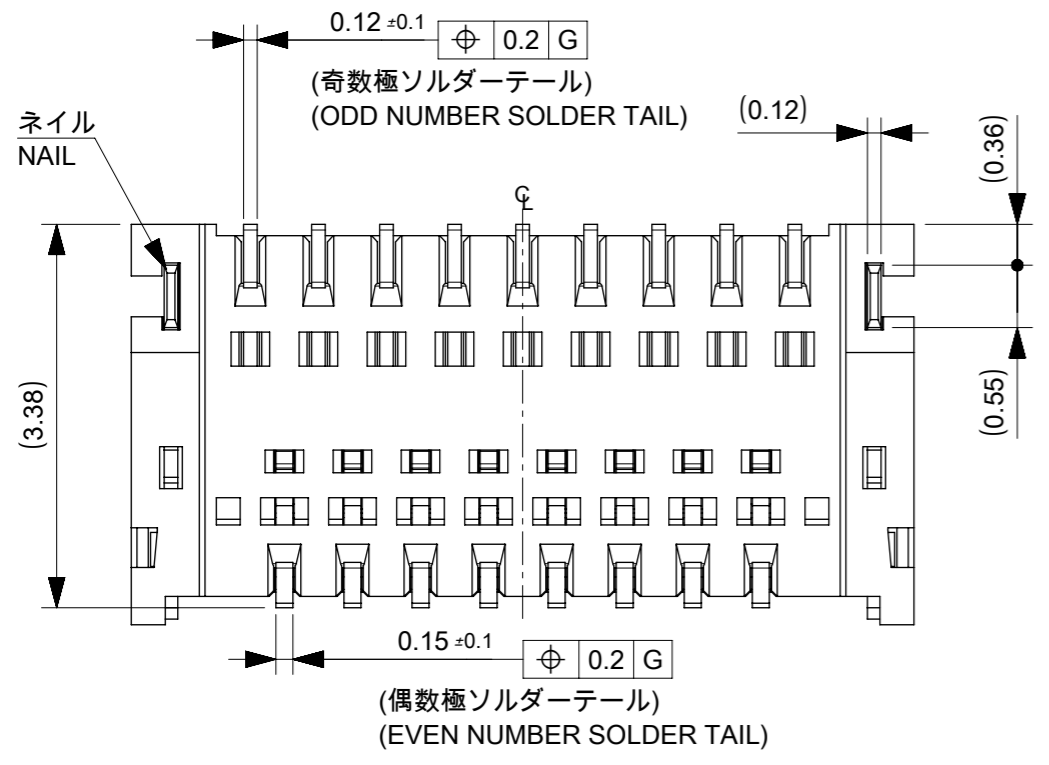 0.12 ±0.1 ⌖ 0.2 G
(奇数極ソルダーテール)
(ODD NUMBER SOLDER TAIL)
ネイル
NAIL
(0.12)
(0.36)
℄
(3.38)
(0.55)
0.15 ±0.1 ⌖ 0.2 G
(偶数極ソルダーテール)
(EVEN NUMBER SOLDER TAIL)